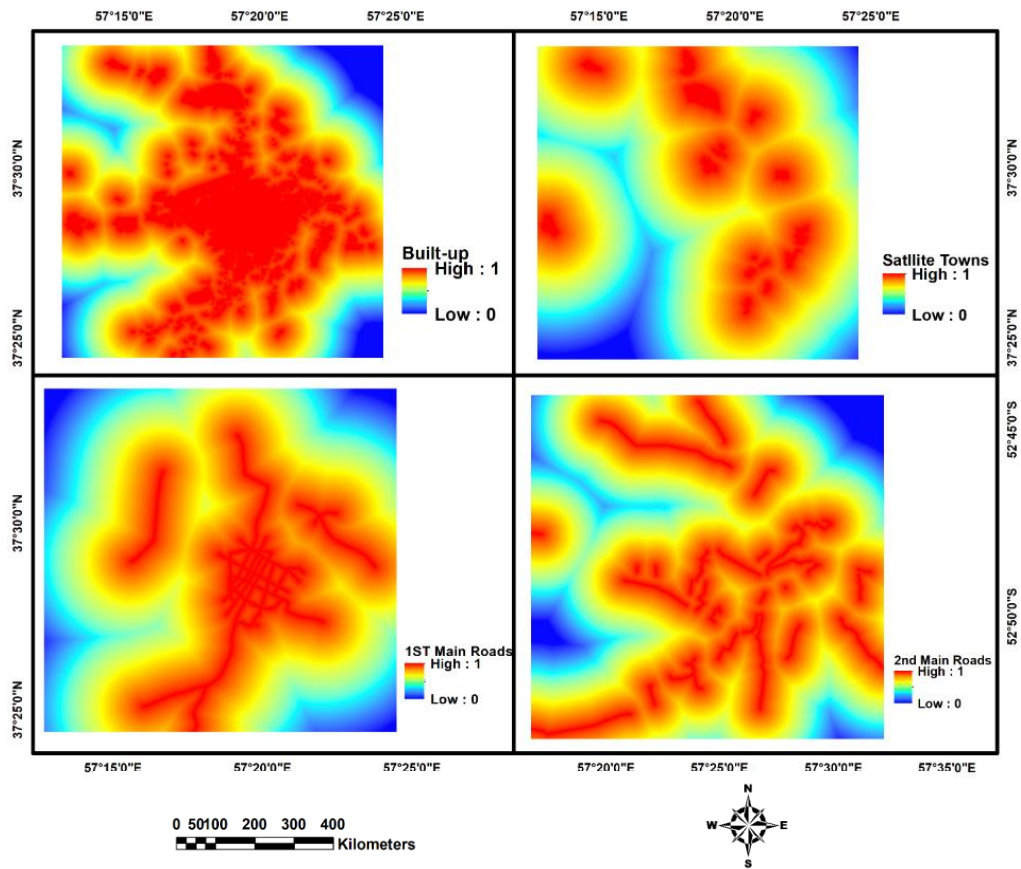 57°15'0"E 57°20'0"E 57°25'0"E 57°15'0"E 57°20'0"E 57°25'0"E
37°30'0"N
37°25'0"N
Built-up
High : 1
Low : 0
Satllite Towns
High : 1
Low : 0
37°30'0"N
37°25'0"N
37°30'0"N
37°25'0"N
1ST Main Roads
High : 1
Low : 0
2nd Main Roads
High : 1
Low : 0
52°45'0"S
52°50'0"S
57°15'0"E 57°20'0"E 57°25'0"E 57°20'0"E 57°25'0"E 57°30'0"E 57°35'0"E
0 50100 200 300 400
Kilometers
N
W E
S